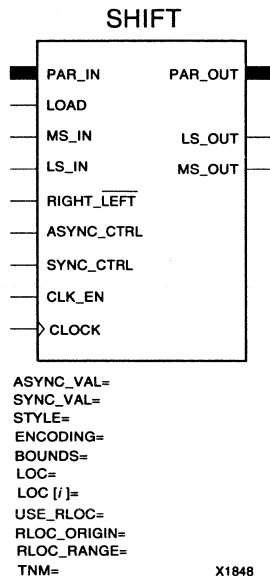 SHIFT
PAR_IN PAR_OUT
LOAD
MS_IN LS_OUT
LS_IN MS_OUT
RIGHT_LEFT
ASYNC_CTRL
SYNC_CTRL
CLK_EN
CLOCK
ASYNC_VAL=
SYNC_VAL=
STYLE=
ENCODING=
BOUNDS=
LOC=
LOC [i]=
USE_RLOC=
RLOC_ORIGIN=
RLOC_RANGE=
TNM= X1848